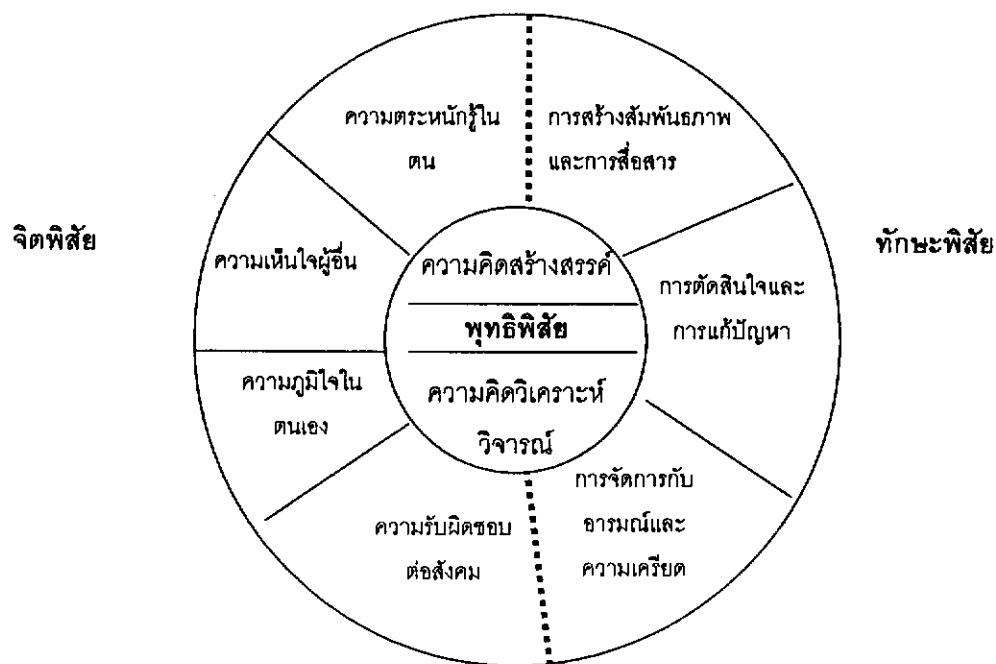 ความตระหนักรู้ใน
ตน
การสร้างสัมพันธภาพ
และการสื่อสาร
จิตพิสัย
ทักษะพิสัย
ความเห็นใจผู้อื่น
ความคิดสร้างสรรค์
การตัดสินใจและ
การแก้ปัญหา
พุทธิพิสัย
ความภูมิใจใน
ตนเอง
ความคิดวิเคราะห์
วิจารณ์
การจัดการกับ
อารมณ์และ
ความเครียด
ความรับผิดชอบ
ต่อสังคม